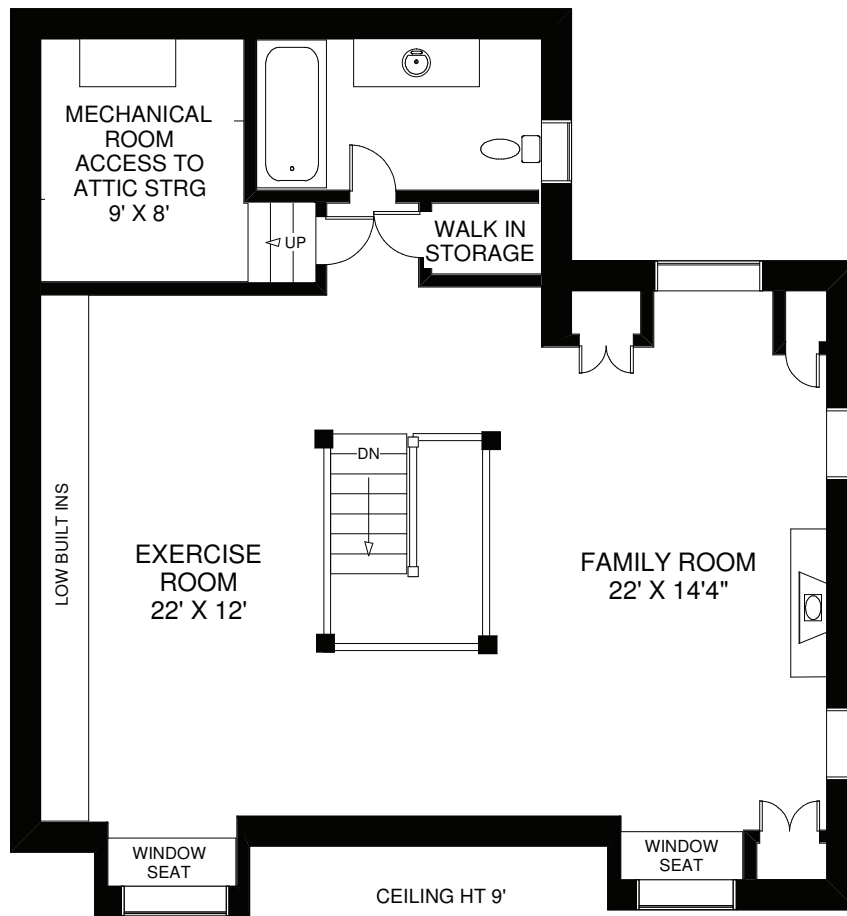 MECHANICAL
ROOM
ACCESS TO
ATTIC STRG
9' X 8'
UP
WALK IN
STORAGE
DN
LOW BUILT INS
EXERCISE
ROOM
22' X 12'
FAMILY ROOM
22' X 14'4"
WINDOW
SEAT
WINDOW
SEAT
CEILING HT 9'